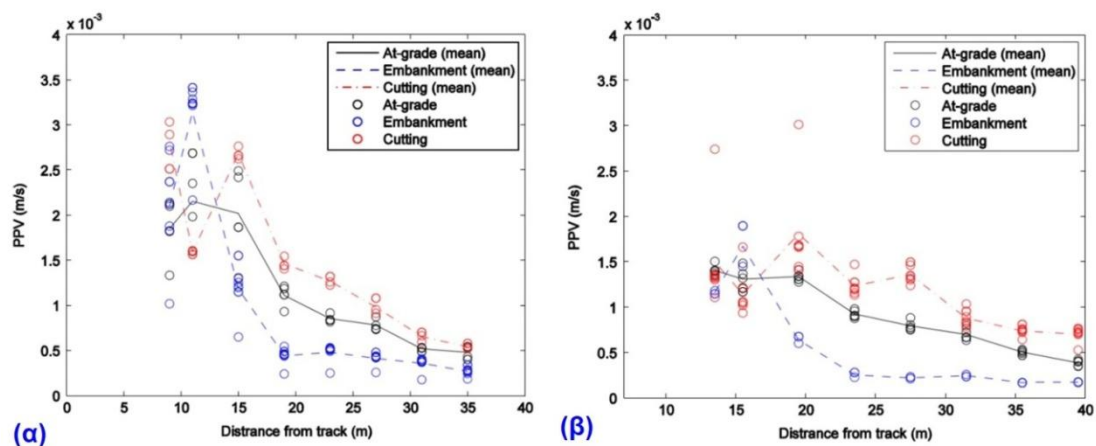 x 10⁻³
4
3.5
3
2.5
2
1.5
1
0.5
0
PPV (m/s)
0 5 10 15 20 25 30 35 40
Distance from track (m)
At-grade (mean)
Embankment (mean)
Cutting (mean)
At-grade
Embankment
Cutting
(α)
x 10⁻³
4
3.5
3
2.5
2
1.5
1
0.5
0
PPV (m/s)
10 15 20 25 30 35 40
Distance from track (m)
At-grade (mean)
Embankment (mean)
Cutting (mean)
At-grade
Embankment
Cutting
(β)